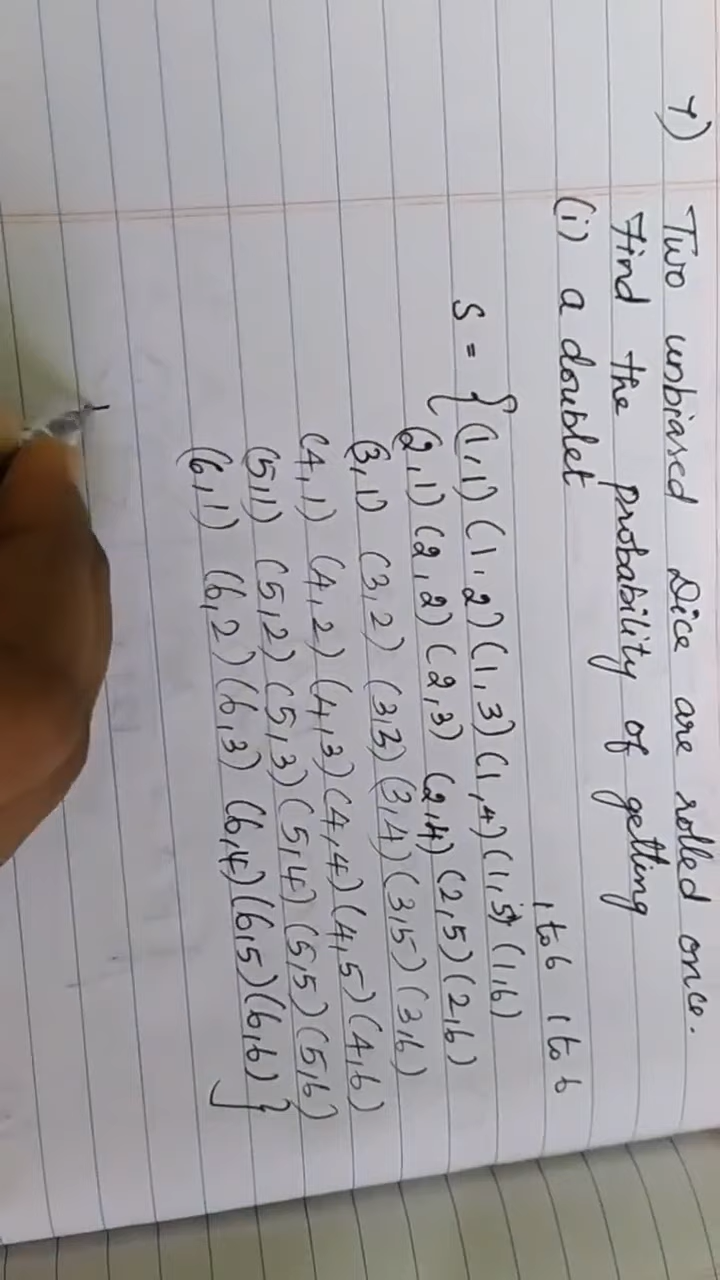 7) Two unbiased Dice are rolled once.
Find the probability of getting
(i) a doublet
1 to 6 1 to 6
S = { (1,1) (1,2) (1,3) (1,4) (1,5) (1,6)
(2,1) (2,2) (2,3) (2,4) (2,5) (2,6)
(3,1) (3,2) (3,3) (3,4) (3,5) (3,6)
(4,1) (4,2) (4,3) (4,4) (4,5) (4,6)
(5,1) (5,2) (5,3) (5,4) (5,5) (5,6)
(6,1) (6,2) (6,3) (6,4) (6,5) (6,6) }